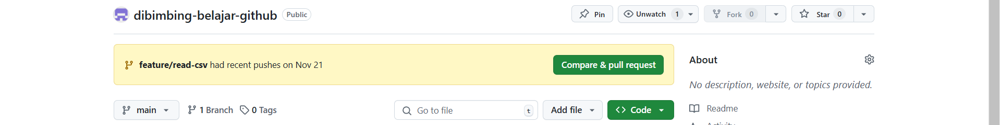 dibimbing-belajar-github Public Pin Unwatch 1 Fork 0 Star 0
feature/read-csv had recent pushes on Nov 21 Compare & pull request
About
No description, website, or topics provided.
main 1 Branch 0 Tags Go to file t Add file Code
Readme
Activity